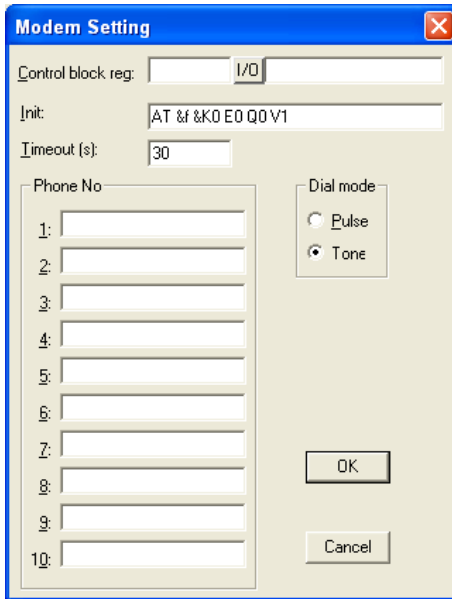 Modem Setting
Control block reg: I/O
Init: AT &f &K0 E0 Q0 V1
Timeout (s): 30
Phone No
Dial mode
1:
Pulse
2:
Tone
3:
4:
5:
6:
7:
OK
8:
9:
Cancel
10: